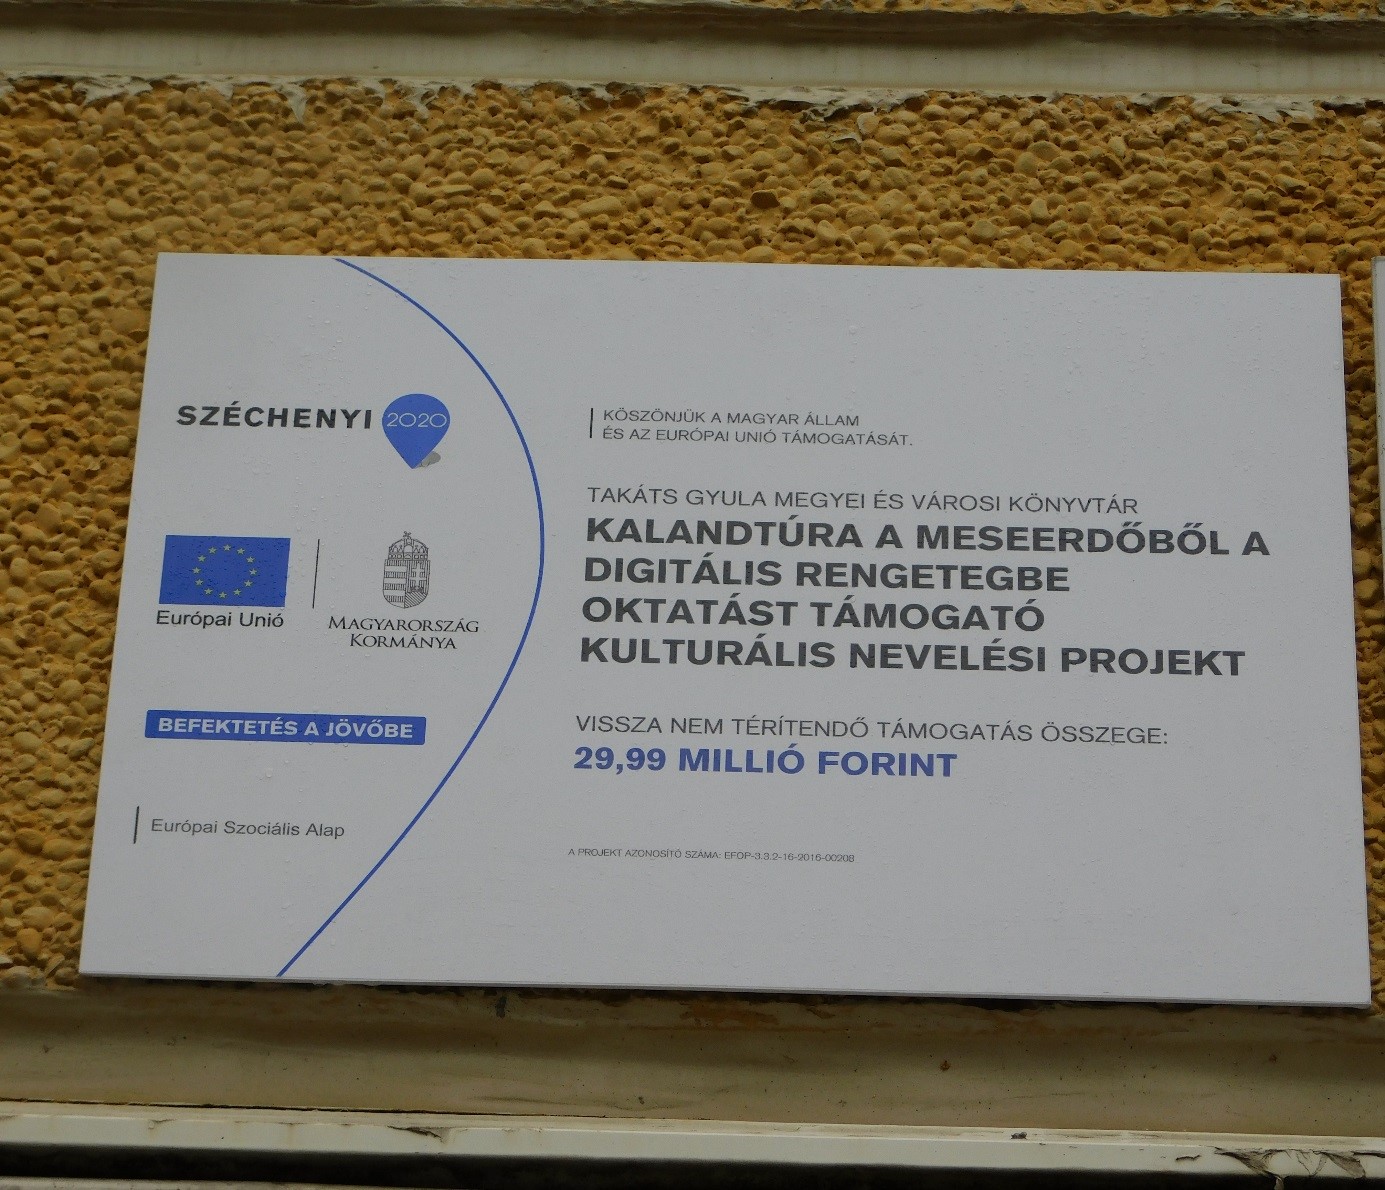 SZÉCHENYI 2020
Európai Unió
MAGYARORSZÁG
KORMÁNYA
BEFEKTETÉS A JÖVŐBE
Európai Szociális Alap
KÖSZÖNJÜK A MAGYAR ÁLLAM
ÉS AZ EURÓPAI UNIÓ TÁMOGATÁSÁT.
TAKÁTS GYULA MEGYEI ÉS VÁROSI KÖNYVTÁR
KALANDTÚRA A MESEERDŐBŐL A
DIGITÁLIS RENGETEGBE
OKTATÁST TÁMOGATÓ
KULTURÁLIS NEVELÉSI PROJEKT
VISSZA NEM TÉRÍTENDŐ TÁMOGATÁS ÖSSZEGE:
29,99 MILLIÓ FORINT
A PROJEKT AZONOSÍTÓ SZÁMA: EFOP-3.3.2-16-2016-00208